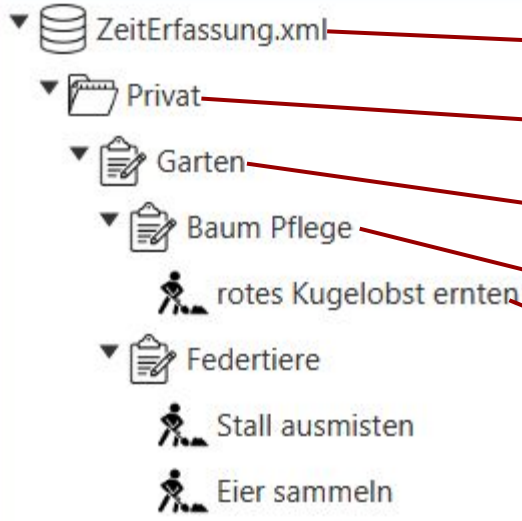 ZeitErfassung.xml
Privat
Garten
Baum Pflege
rotes Kugelobst ernten
Federtiere
Stall ausmisten
Eier sammeln